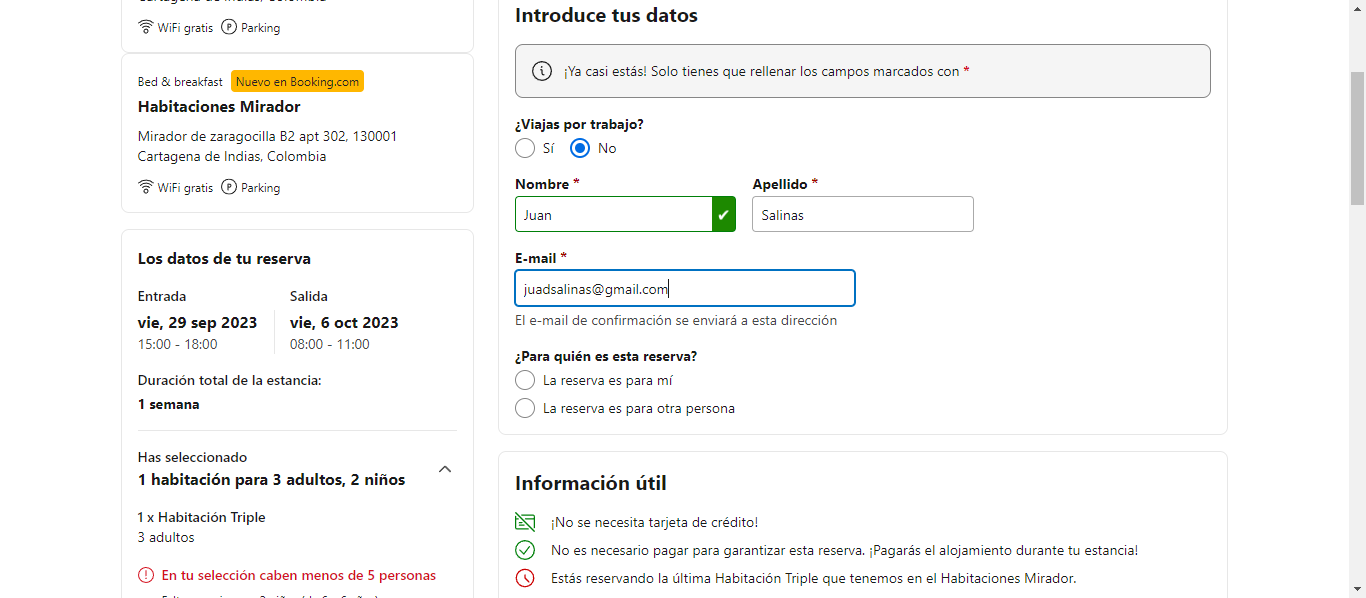 WiFi gratis Parking
Bed & breakfast Nuevo en Booking.com
Habitaciones Mirador
Mirador de zaragocilla B2 apt 302, 130001
Cartagena de Indias, Colombia
WiFi gratis Parking
Los datos de tu reserva
Entrada Salida
vie, 29 sep 2023 vie, 6 oct 2023
15:00 - 18:00 08:00 - 11:00
Duración total de la estancia:
1 semana
Has seleccionado
1 habitación para 3 adultos, 2 niños
1 x Habitación Triple
3 adultos
En tu selección caben menos de 5 personas
Introduce tus datos
¡Ya casi estás! Solo tienes que rellenar los campos marcados con *
¿Viajas por trabajo?
Sí No
Nombre * Apellido *
Juan Salinas
E-mail *
juadsalinas@gmail.com
El e-mail de confirmación se enviará a esta dirección
¿Para quién es esta reserva?
La reserva es para mí
La reserva es para otra persona
Información útil
¡No se necesita tarjeta de crédito!
No es necesario pagar para garantizar esta reserva. ¡Pagarás el alojamiento durante tu estancia!
Estás reservando la última Habitación Triple que tenemos en el Habitaciones Mirador.